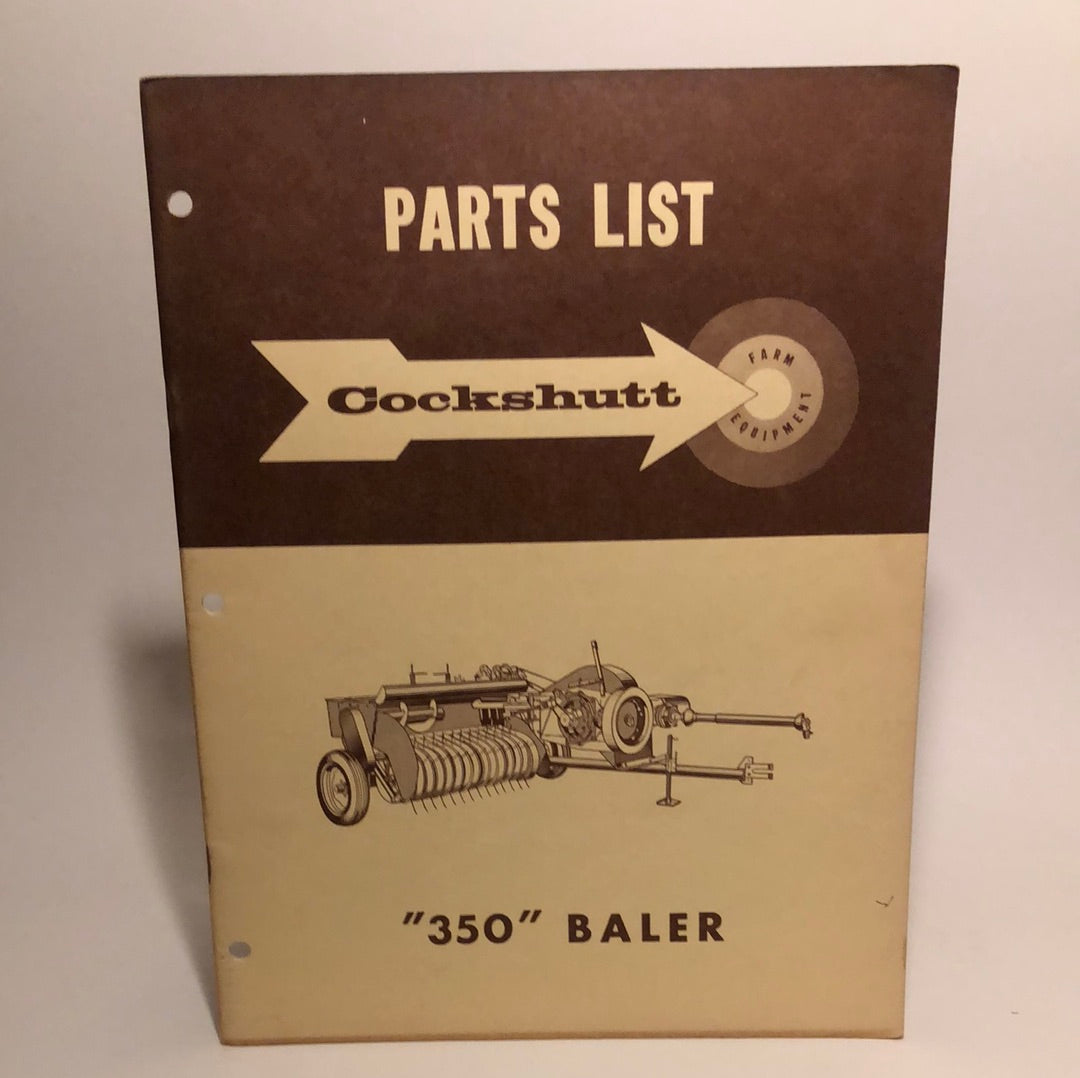 PARTS LIST
Cockshutt
FARM
EQUIPMENT
"350" BALER